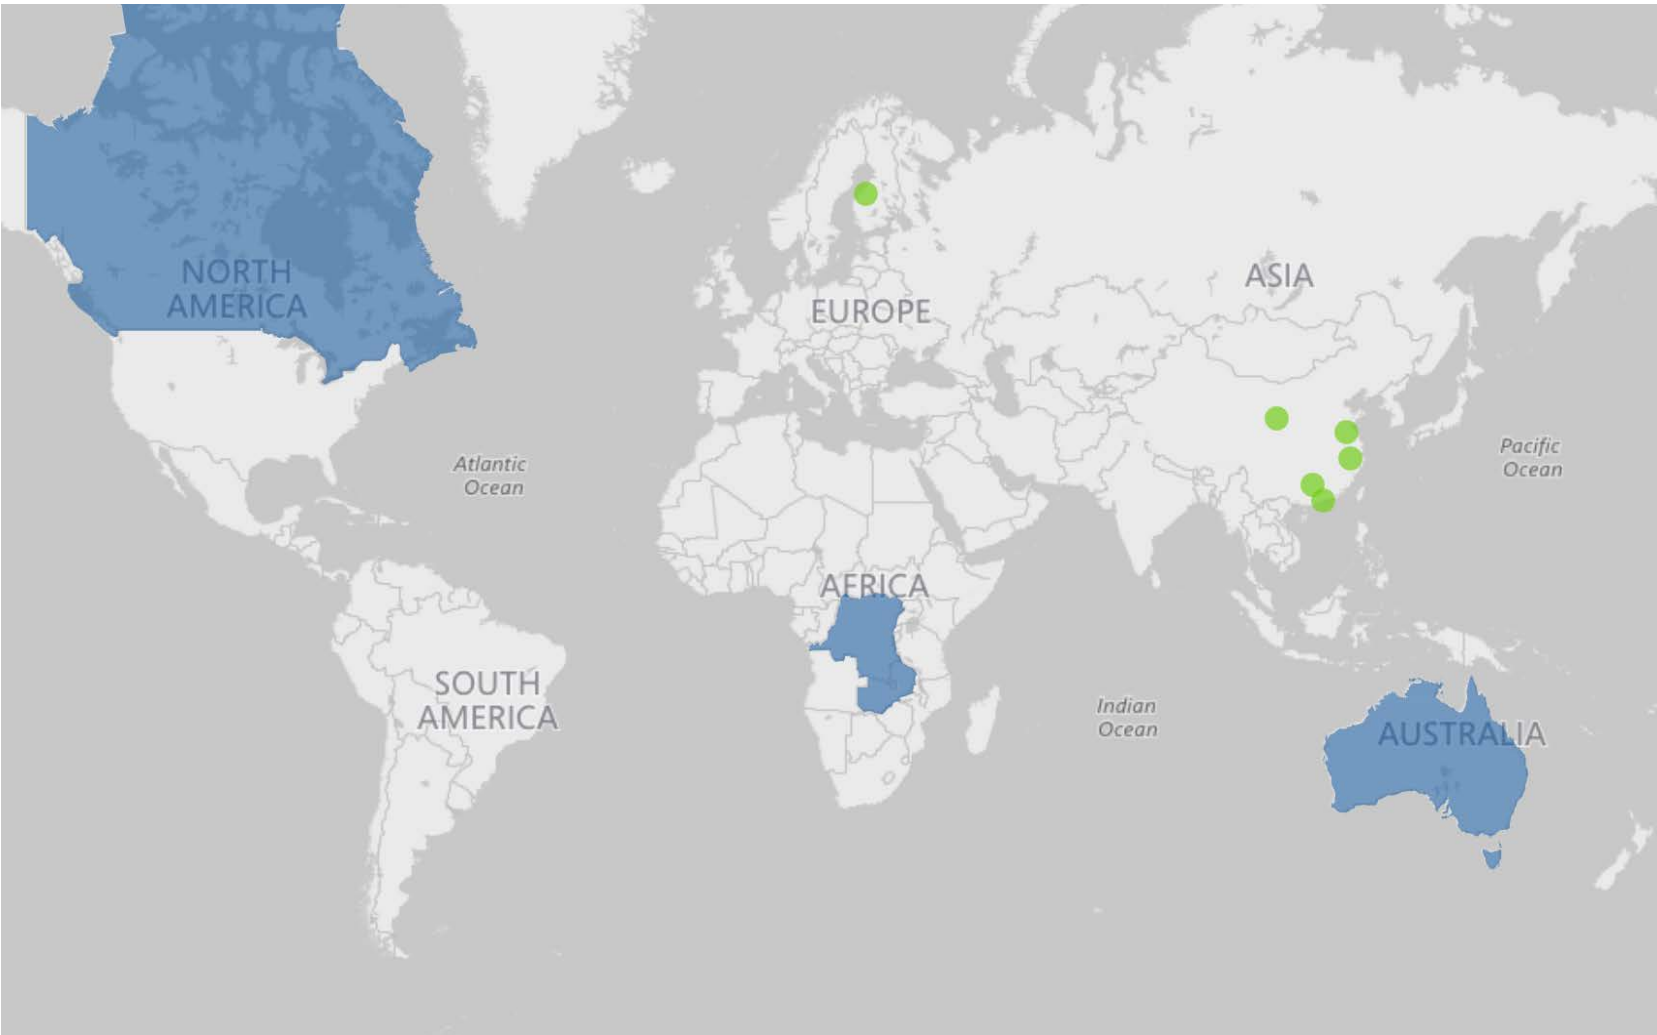 NORTH
AMERICA
ASIA
EUROPE
Atlantic
Ocean
Pacific
Ocean
AFRICA
SOUTH
AMERICA
Indian
Ocean
AUSTRALIA